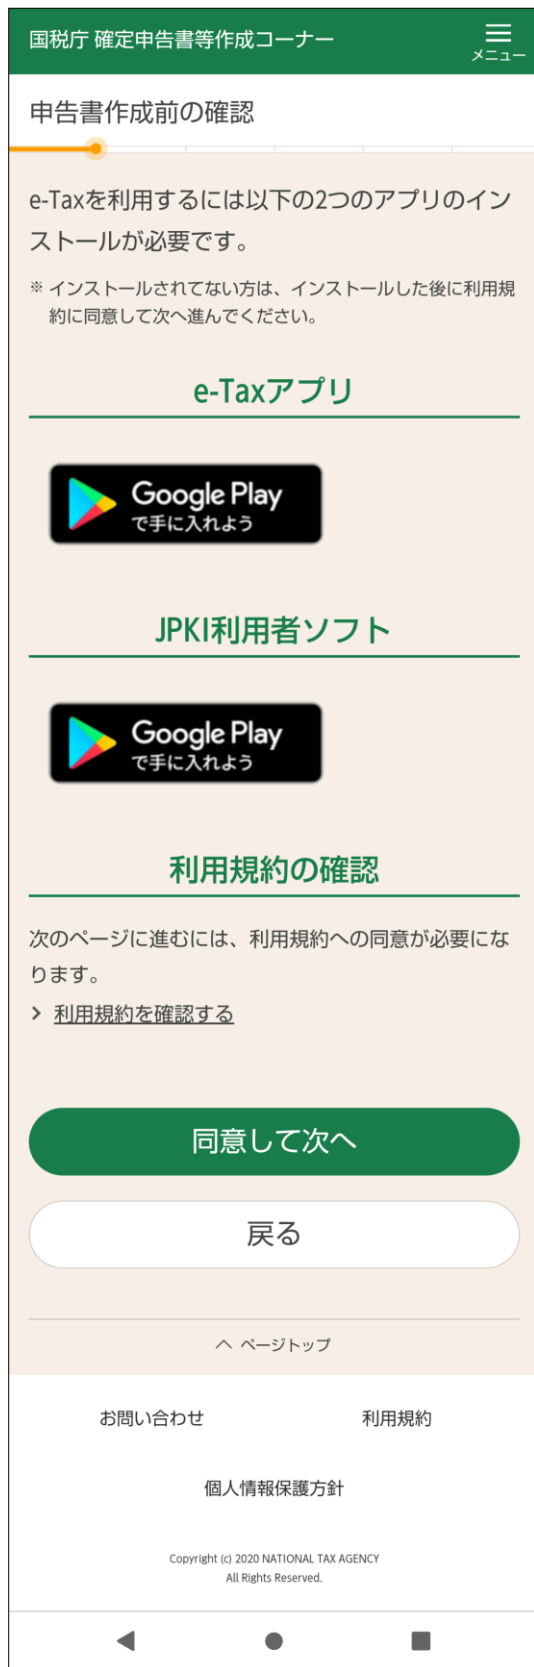 国税庁 確定申告書等作成コーナー
メニュー
申告書作成前の確認
e-Taxを利用するには以下の2つのアプリのイン
ストールが必要です。
※ インストールされてない方は、インストールした後に利用規
約に同意して次へ進んでください。
e-Taxアプリ
Google Play
で手に入れよう
JPKI利用者ソフト
Google Play
で手に入れよう
利用規約の確認
次のページに進むには、利用規約への同意が必要にな
ります。
利用規約を確認する
同意して次へ
戻る
ページトップ
お問い合わせ 利用規約
個人情報保護方針
Copyright (c) 2020 NATIONAL TAX AGENCY
All Rights Reserved.